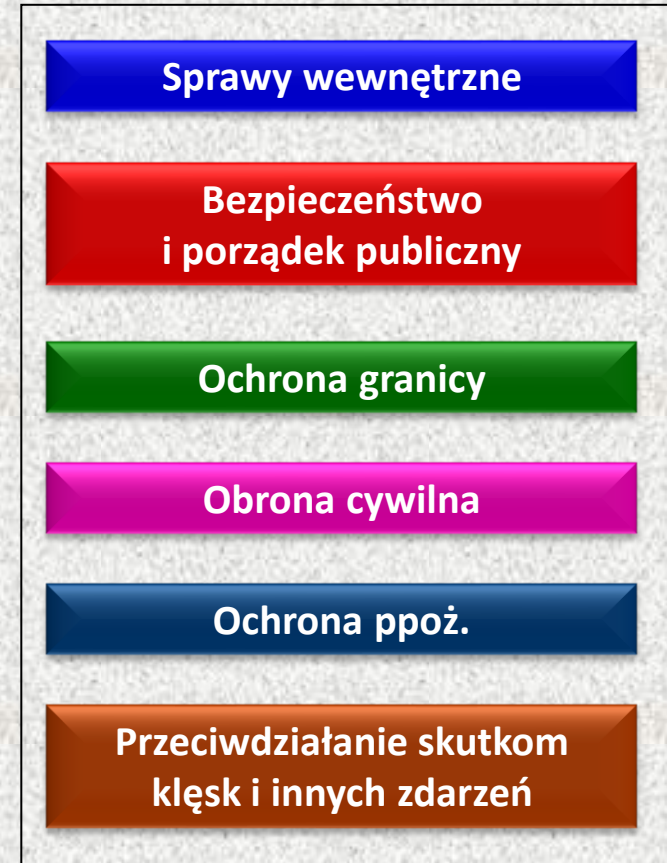 Sprawy wewnętrzne
Bezpieczeństwo
i porządek publiczny
Ochrona granicy
Obrona cywilna
Ochrona ppoż.
Przeciwdziałanie skutkom
klęsk i innych zdarzeń